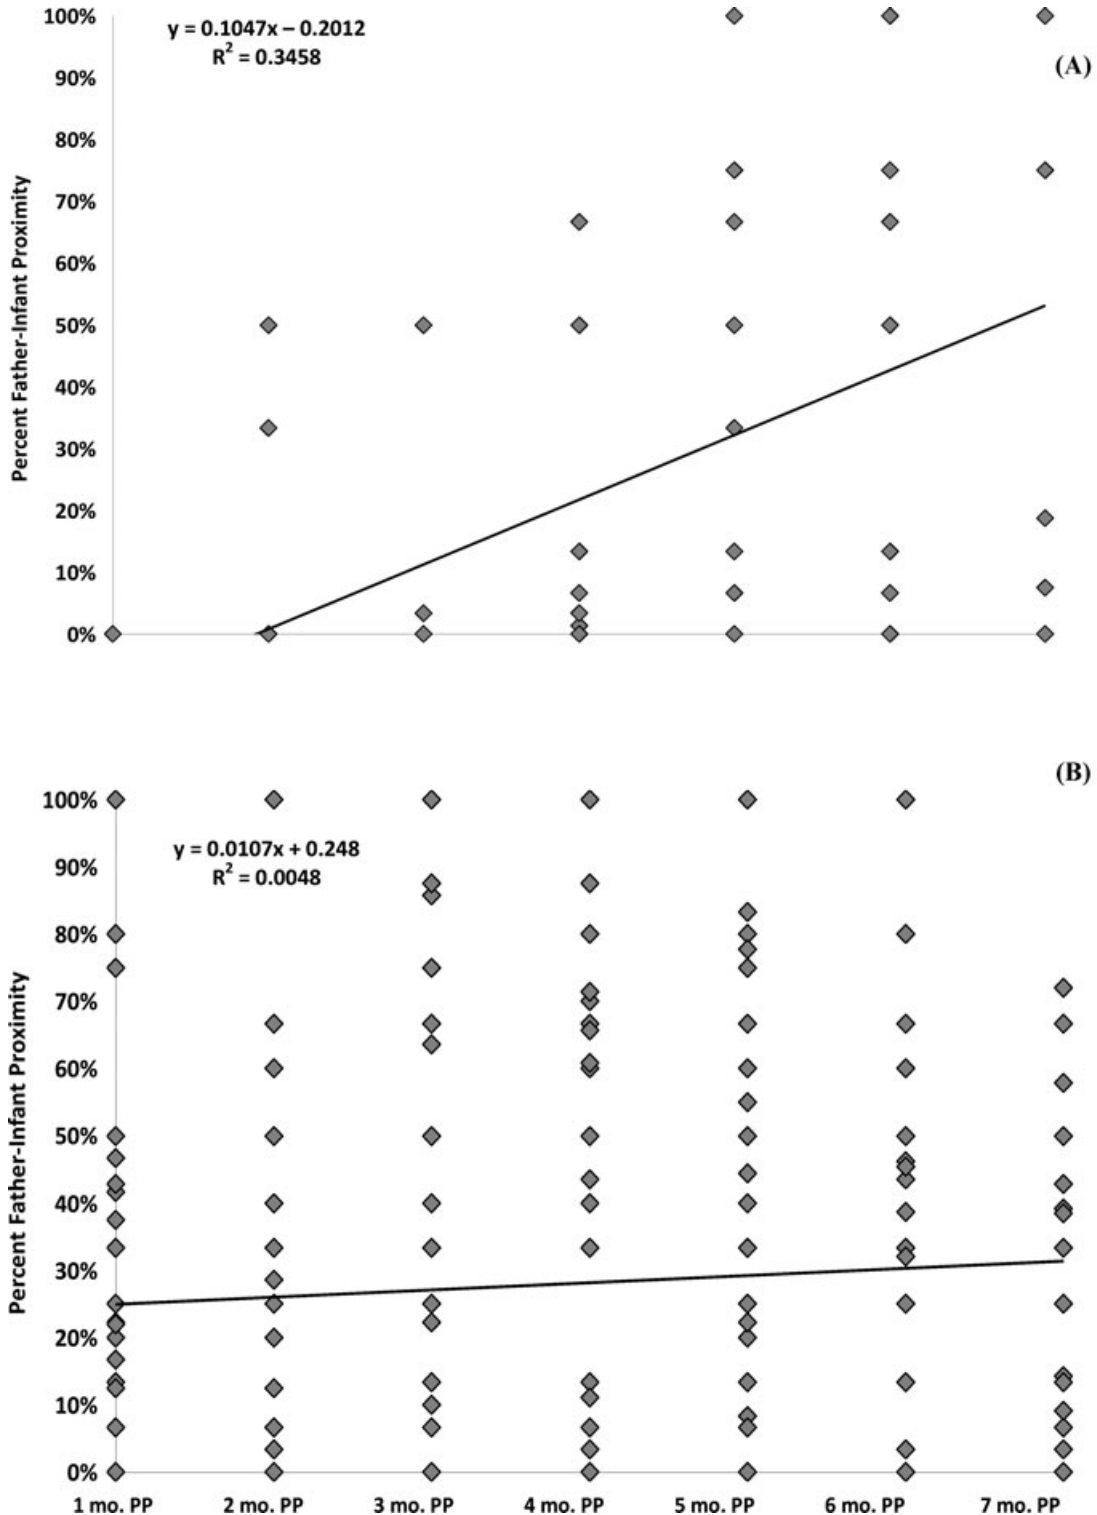 100%
y = 0.1047x – 0.2012
R² = 0.3458
(A)
90%
80%
70%
60%
50%
40%
30%
20%
10%
0%
Percent Father-Infant Proximity
(B)
100%
y = 0.0107x + 0.248
R² = 0.0048
90%
80%
70%
60%
50%
40%
30%
20%
10%
0%
Percent Father-Infant Proximity
1 mo. PP 2 mo. PP 3 mo. PP 4 mo. PP 5 mo. PP 6 mo. PP 7 mo. PP